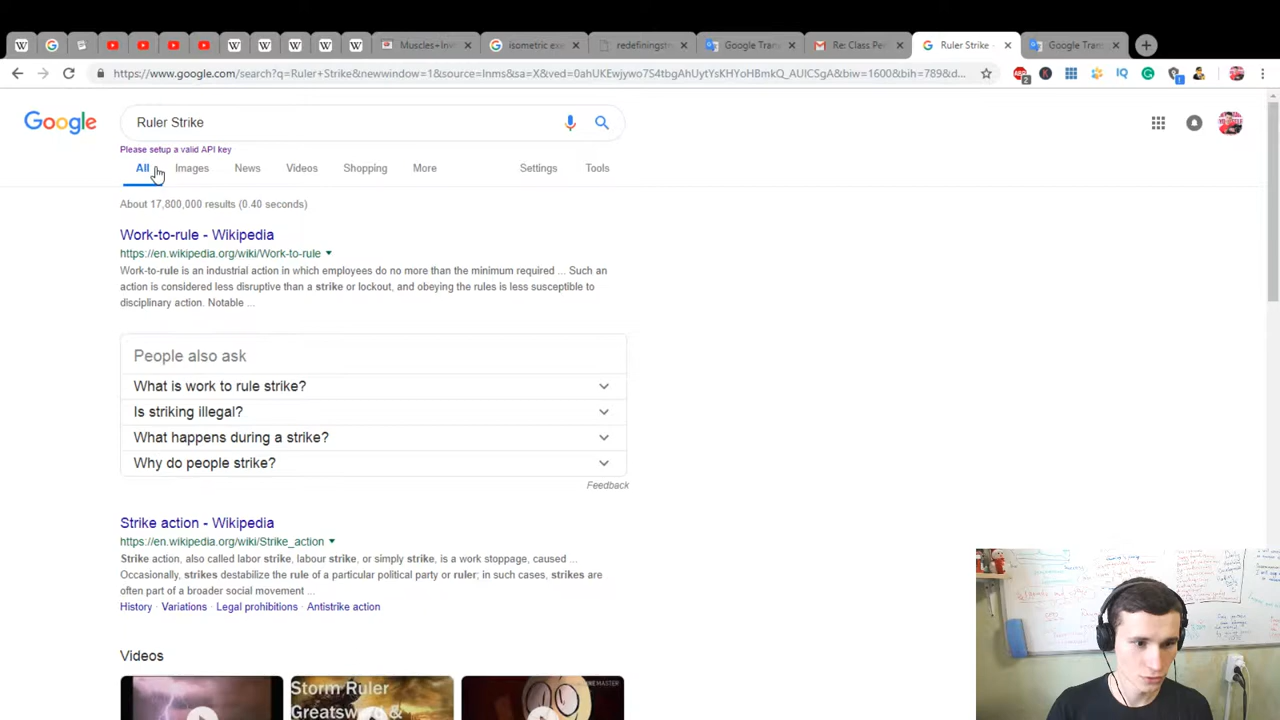 Muscles+Inv
isometric exe
redefiningstr
Google Tran
Re: Class Pe
Ruler Strike -
Google Tran
https://www.google.com/search?q=Ruler+Strike&newwindow=1&source=lnms&sa=X&ved=0ahUKEwjywo7S4tbgAhUytYsKHYoHBmkQ_AUICSgA&biw=1600&bih=789&d...
Google
Ruler Strike
Please setup a valid API key
All
Images
News
Videos
Shopping
More
Settings
Tools
About 17,800,000 results (0.40 seconds)
Work-to-rule - Wikipedia
https://en.wikipedia.org/wiki/Work-to-rule
Work-to-rule is an industrial action in which employees do no more than the minimum required ... Such an
action is considered less disruptive than a strike or lockout, and obeying the rules is less susceptible to
disciplinary action. Notable ...
People also ask
What is work to rule strike?
Is striking illegal?
What happens during a strike?
Why do people strike?
Feedback
Strike action - Wikipedia
https://en.wikipedia.org/wiki/Strike_action
Strike action, also called labor strike, labour strike, or simply strike, is a work stoppage, caused ...
Occasionally, strikes destabilize the rule of a particular political party or ruler; in such cases, strikes are
often part of a broader social movement ...
History · Variations · Legal prohibitions · Antistrike action
Videos
Storm Ruler
Greatsword &